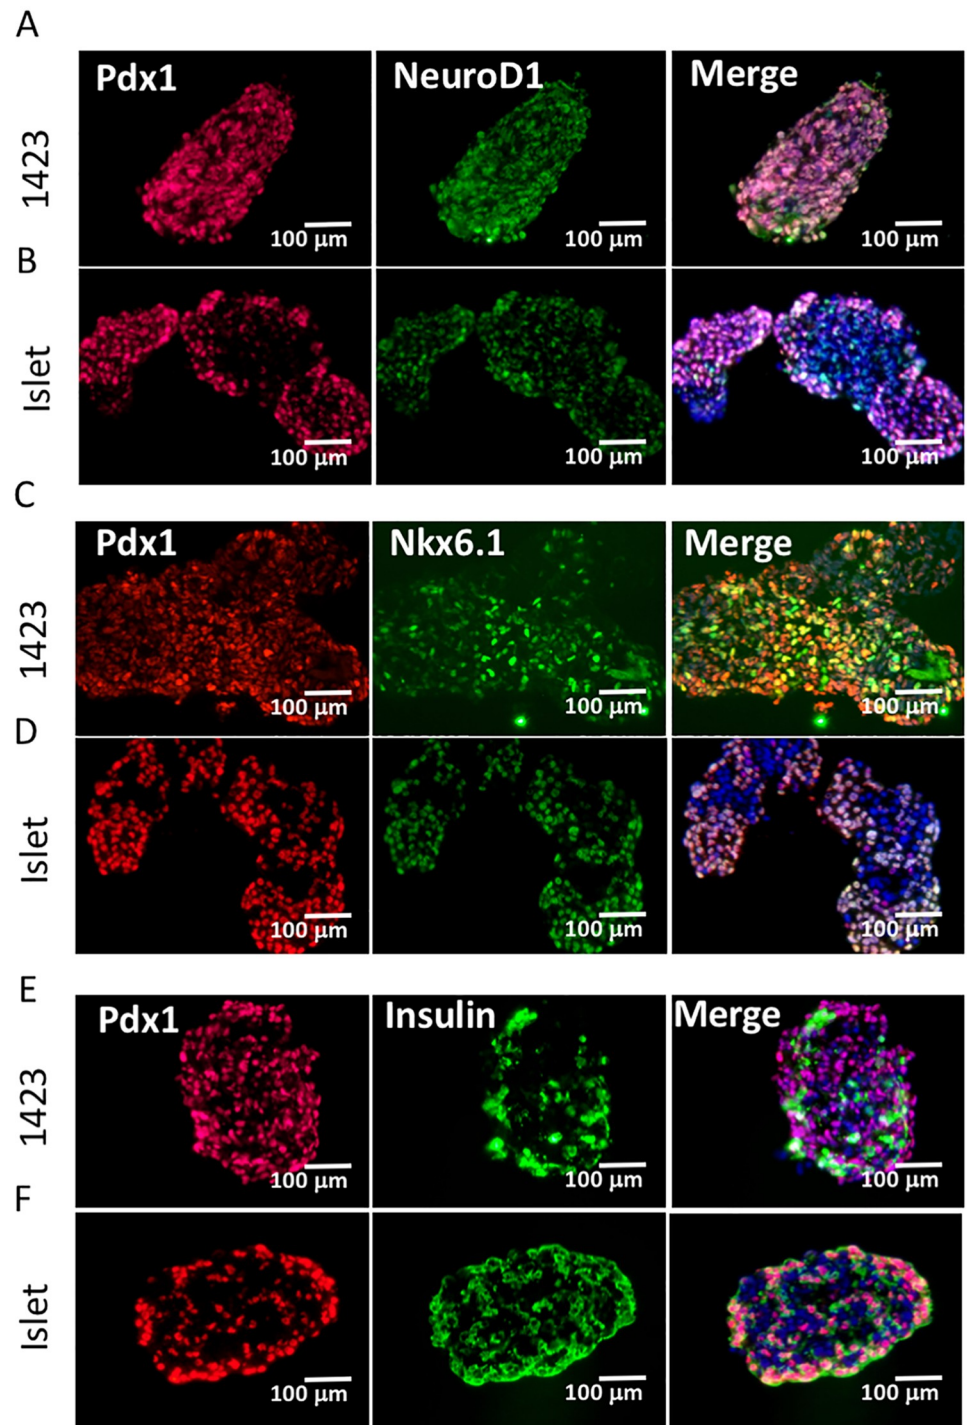 A
Pdx1 NeuroD1 Merge
1423
100 µm 100 µm 100 µm
B
Islet
100 µm 100 µm 100 µm
C
Pdx1 Nkx6.1 Merge
1423
100 µm 100 µm 100 µm
D
Islet
100 µm 100 µm 100 µm
E
Pdx1 Insulin Merge
1423
100 µm 100 µm 100 µm
F
Islet
100 µm 100 µm 100 µm